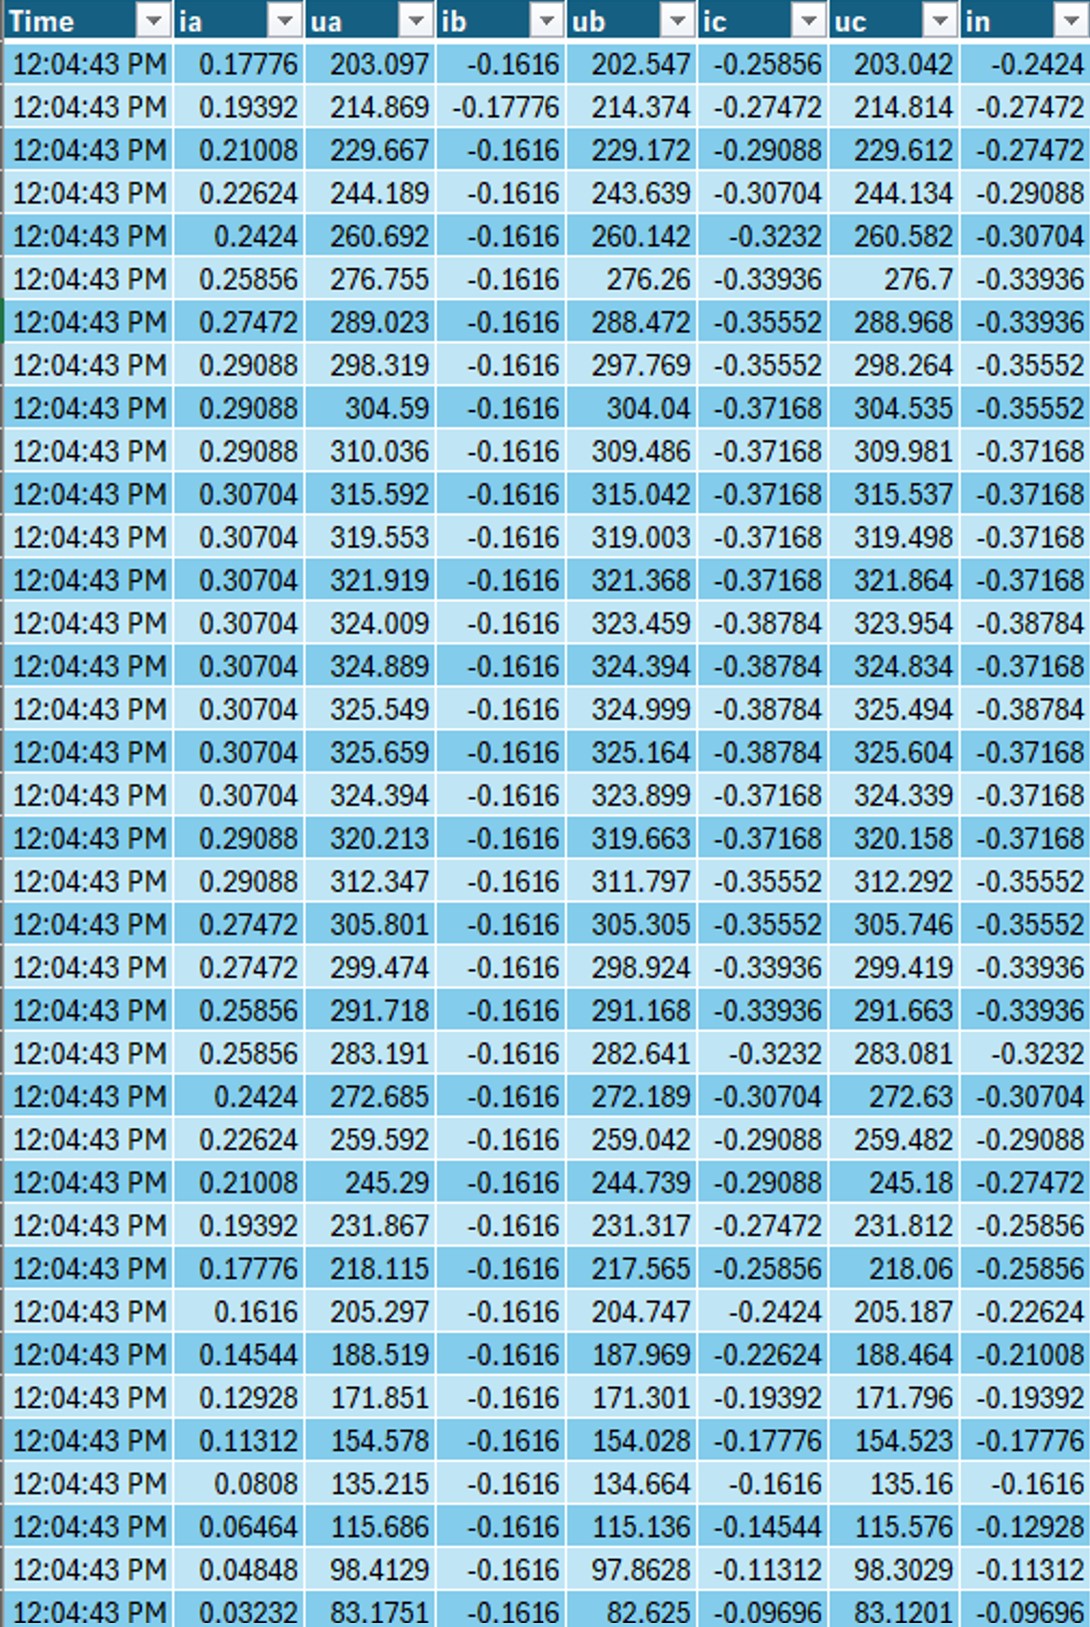 Time ia ua ib ub ic uc in
12:04:43 PM 0.17776 203.097 -0.1616 202.547 -0.25856 203.042 -0.2424
12:04:43 PM 0.19392 214.869 -0.17776 214.374 -0.27472 214.814 -0.27472
12:04:43 PM 0.21008 229.667 -0.1616 229.172 -0.29088 229.612 -0.27472
12:04:43 PM 0.22624 244.189 -0.1616 243.639 -0.30704 244.134 -0.29088
12:04:43 PM 0.2424 260.692 -0.1616 260.142 -0.3232 260.582 -0.30704
12:04:43 PM 0.25856 276.755 -0.1616 276.26 -0.33936 276.7 -0.33936
12:04:43 PM 0.27472 289.023 -0.1616 288.472 -0.35552 288.968 -0.33936
12:04:43 PM 0.29088 298.319 -0.1616 297.769 -0.35552 298.264 -0.35552
12:04:43 PM 0.29088 304.59 -0.1616 304.04 -0.37168 304.535 -0.35552
12:04:43 PM 0.29088 310.036 -0.1616 309.486 -0.37168 309.981 -0.37168
12:04:43 PM 0.30704 315.592 -0.1616 315.042 -0.37168 315.537 -0.37168
12:04:43 PM 0.30704 319.553 -0.1616 319.003 -0.37168 319.498 -0.37168
12:04:43 PM 0.30704 321.919 -0.1616 321.368 -0.37168 321.864 -0.37168
12:04:43 PM 0.30704 324.009 -0.1616 323.459 -0.38784 323.954 -0.38784
12:04:43 PM 0.30704 324.889 -0.1616 324.394 -0.38784 324.834 -0.37168
12:04:43 PM 0.30704 325.549 -0.1616 324.999 -0.38784 325.494 -0.38784
12:04:43 PM 0.30704 325.659 -0.1616 325.164 -0.38784 325.604 -0.37168
12:04:43 PM 0.30704 324.394 -0.1616 323.899 -0.37168 324.339 -0.37168
12:04:43 PM 0.29088 320.213 -0.1616 319.663 -0.37168 320.158 -0.37168
12:04:43 PM 0.29088 312.347 -0.1616 311.797 -0.35552 312.292 -0.35552
12:04:43 PM 0.27472 305.801 -0.1616 305.305 -0.35552 305.746 -0.35552
12:04:43 PM 0.27472 299.474 -0.1616 298.924 -0.33936 299.419 -0.33936
12:04:43 PM 0.25856 291.718 -0.1616 291.168 -0.33936 291.663 -0.33936
12:04:43 PM 0.25856 283.191 -0.1616 282.641 -0.3232 283.081 -0.3232
12:04:43 PM 0.2424 272.685 -0.1616 272.189 -0.30704 272.63 -0.30704
12:04:43 PM 0.22624 259.592 -0.1616 259.042 -0.29088 259.482 -0.29088
12:04:43 PM 0.21008 245.29 -0.1616 244.739 -0.29088 245.18 -0.27472
12:04:43 PM 0.19392 231.867 -0.1616 231.317 -0.27472 231.812 -0.25856
12:04:43 PM 0.17776 218.115 -0.1616 217.565 -0.25856 218.06 -0.25856
12:04:43 PM 0.1616 205.297 -0.1616 204.747 -0.2424 205.187 -0.22624
12:04:43 PM 0.14544 188.519 -0.1616 187.969 -0.22624 188.464 -0.21008
12:04:43 PM 0.12928 171.851 -0.1616 171.301 -0.19392 171.796 -0.19392
12:04:43 PM 0.11312 154.578 -0.1616 154.028 -0.17776 154.523 -0.17776
12:04:43 PM 0.0808 135.215 -0.1616 134.664 -0.1616 135.16 -0.1616
12:04:43 PM 0.06464 115.686 -0.1616 115.136 -0.14544 115.576 -0.12928
12:04:43 PM 0.04848 98.4129 -0.1616 97.8628 -0.11312 98.3029 -0.11312
12:04:43 PM 0.03232 83.1751 -0.1616 82.625 -0.09696 83.1201 -0.09696